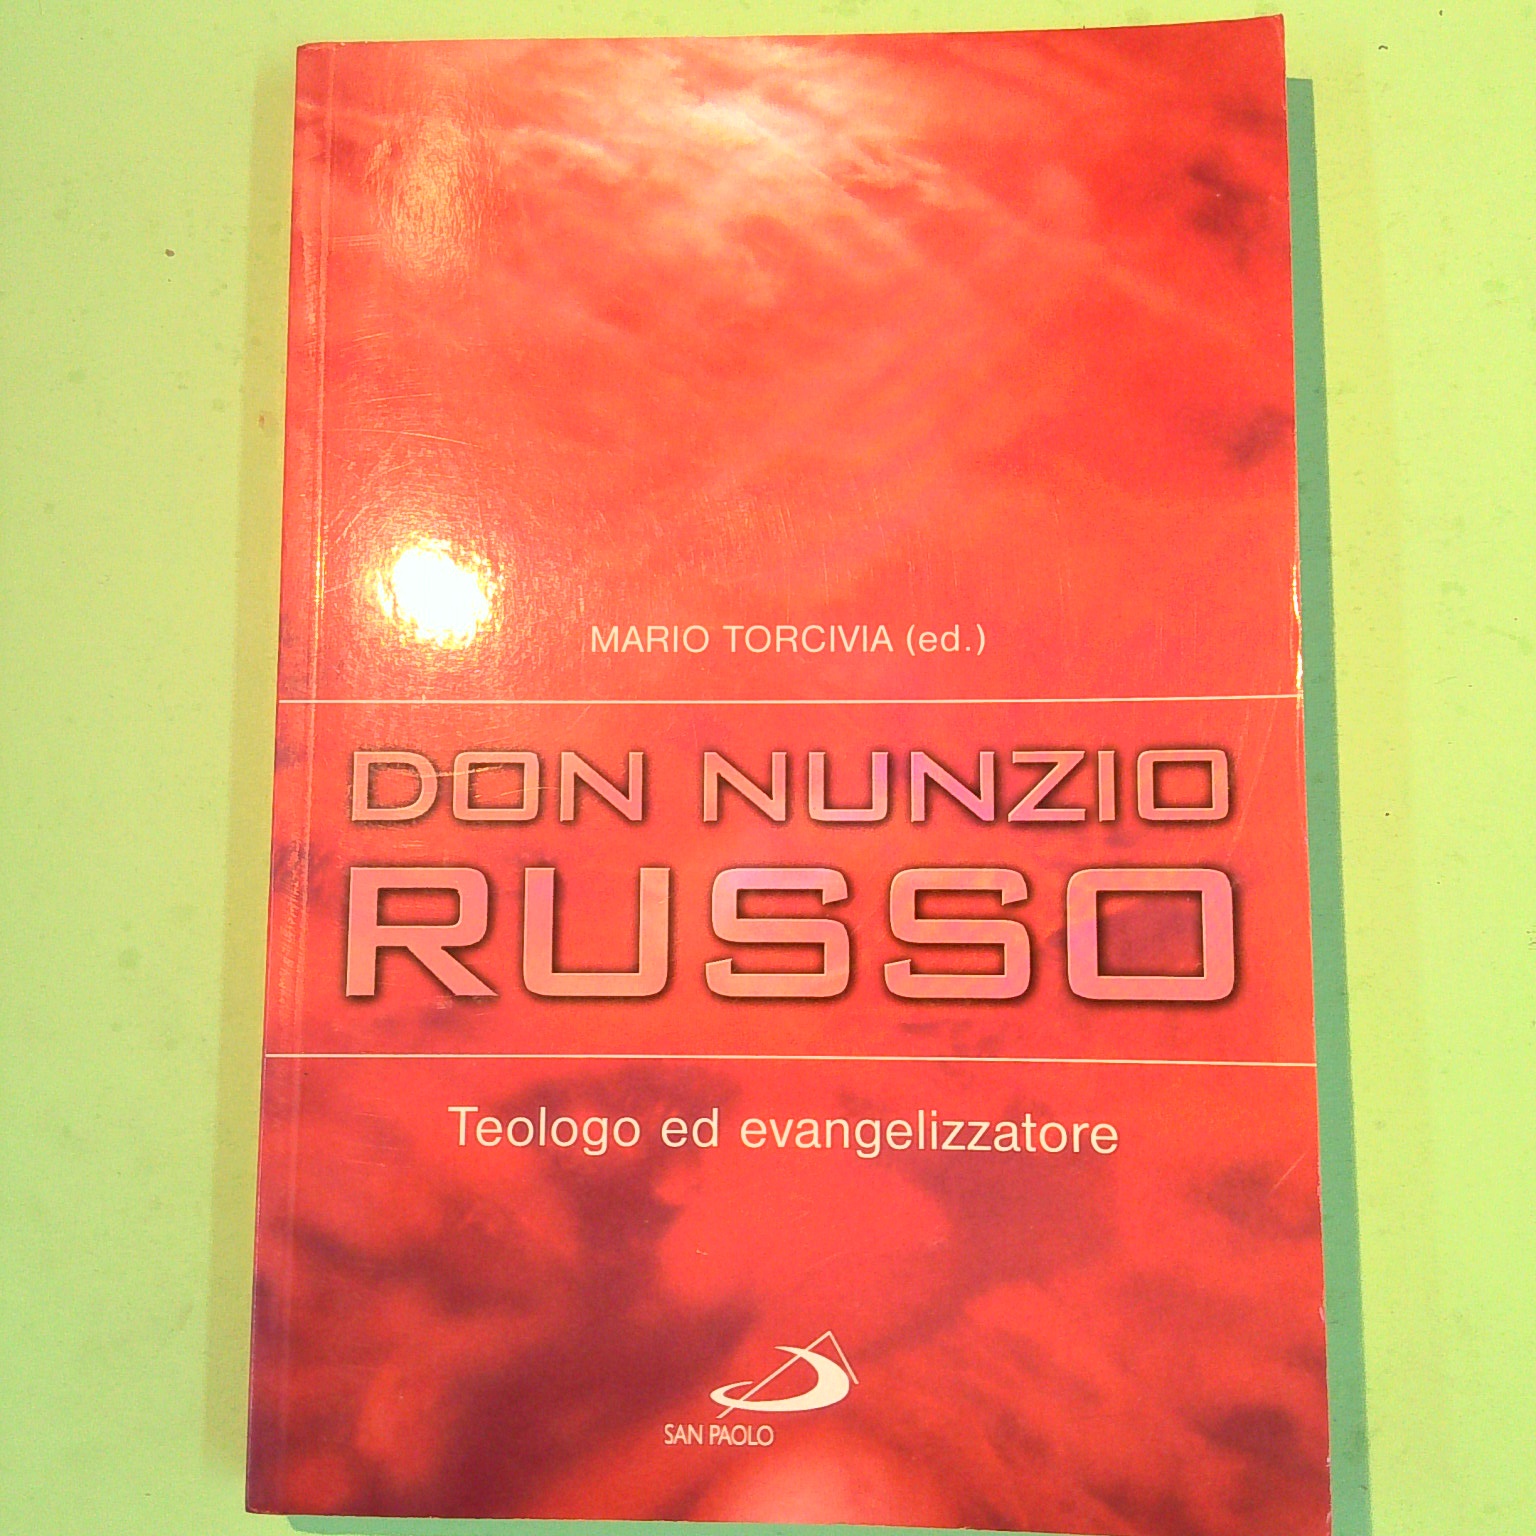 MARIO TORCIVIA (ed.)
DON NUNZIO
RUSSO
Teologo ed evangelizzatore
SAN PAOLO